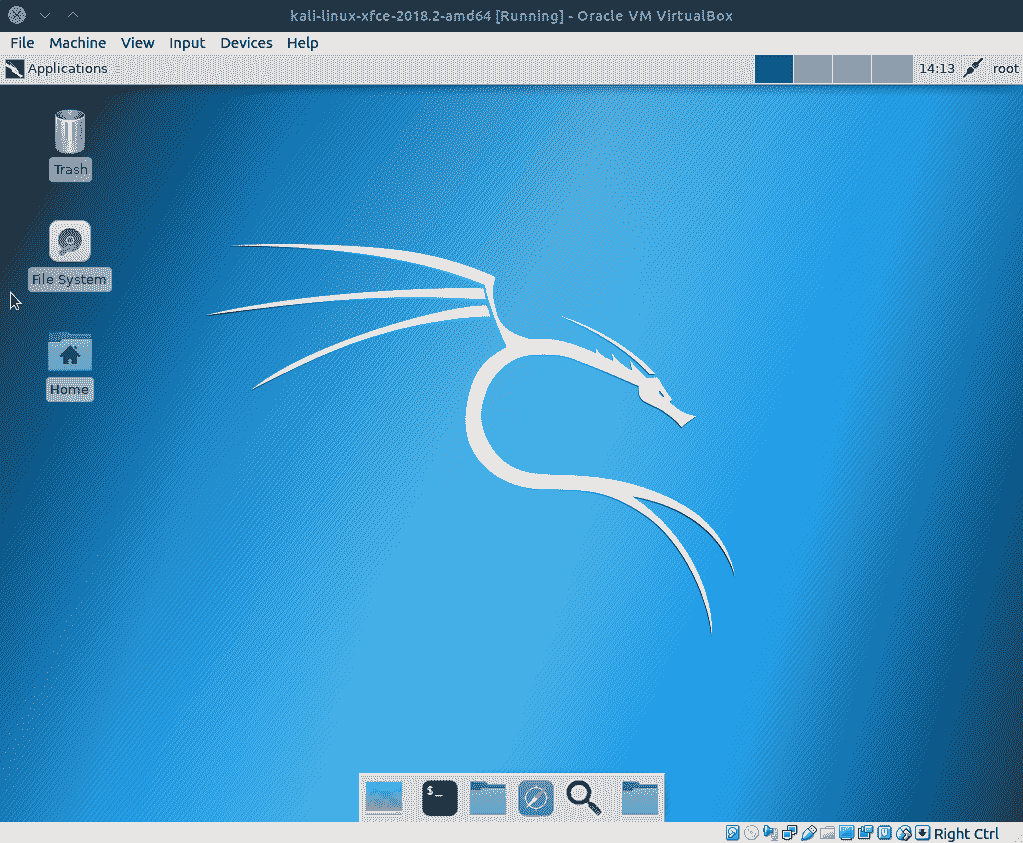 kali-linux-xfce-2018.2-amd64 [Running] - Oracle VM VirtualBox
File Machine View Input Devices Help
Applications 14:13 root
Trash
File System
Home
$_
Right Ctrl